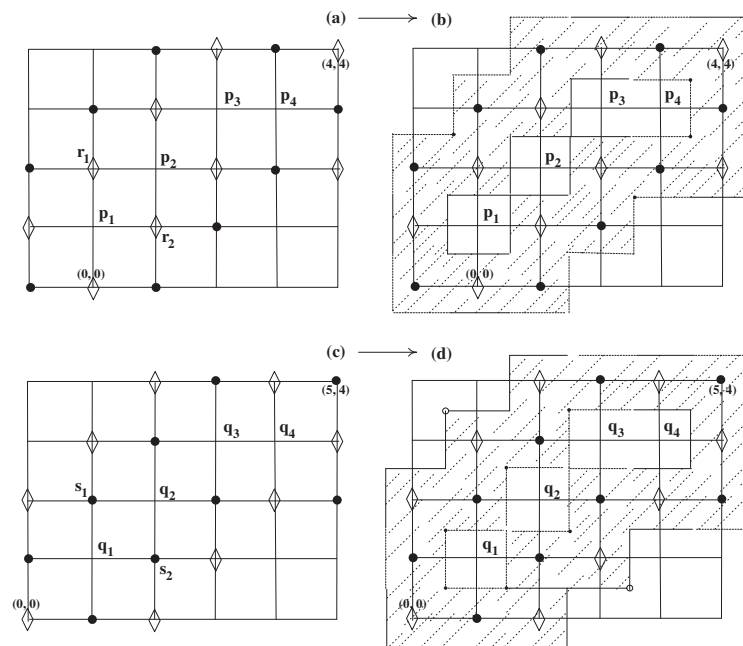 (a) (b)
(4, 4) (4, 4)
p3 p4 p3 p4
r1 p2 p2
p1 r2 p1
(0, 0) (0, 0)
(c) (d)
(5, 4) (5, 4)
q3 q4 q3 q4
s1 q2 q2
q1 s2 q1
(0, 0) (0, 0)